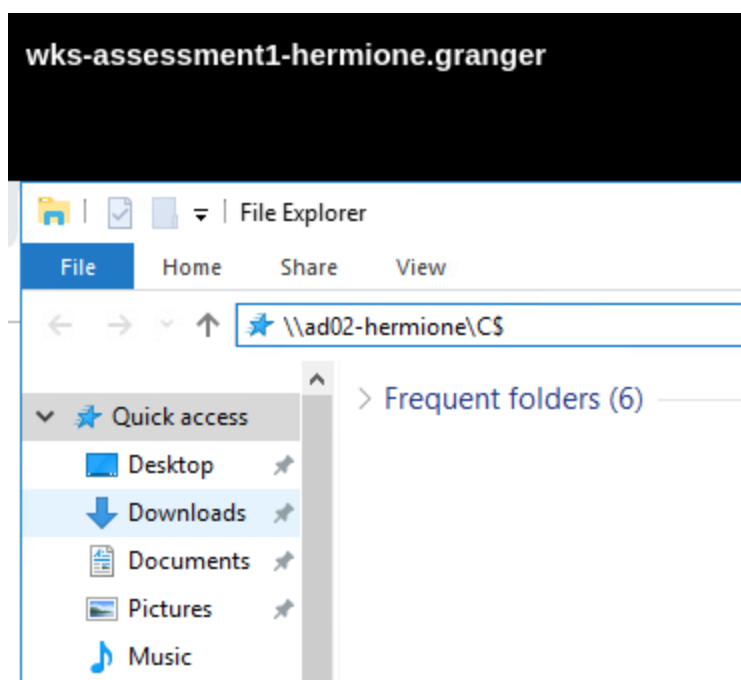 wks-assessment1-hermione.granger
File Explorer
File Home Share View
\\ad02-hermione\C$
Quick access
Frequent folders (6)
Desktop
Downloads
Documents
Pictures
Music